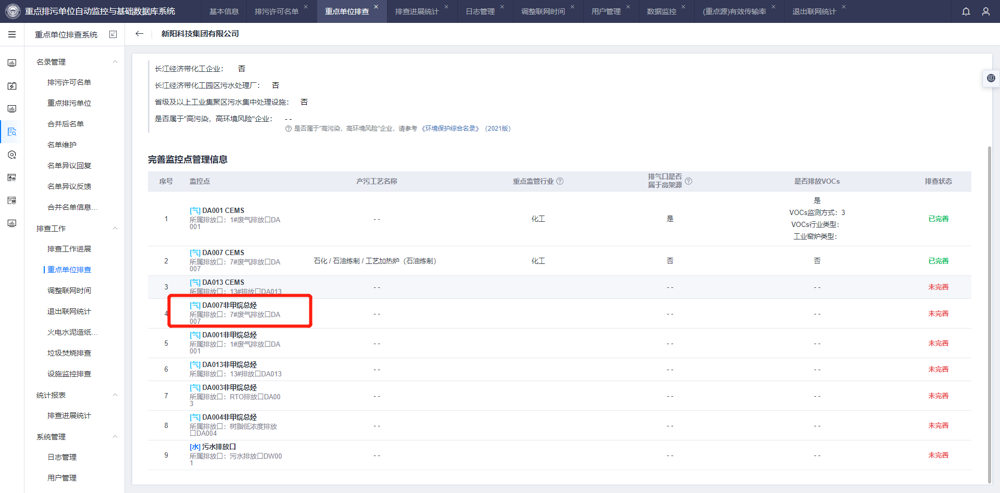 重点排污单位自动监控与基础数据库系统
基本信息
排污许可名单
重点单位排查
排查进展统计
日志管理
调整联网时间
用户管理
数据监控
(重点源)有效传输率
退出联网统计
重点单位排查系统
新阳科技集团有限公司
名录管理
排污许可名单
重点排污单位
合并后名单
名单维护
名单异议回复
名单异议反馈
合并名单信息...
排查工作
排查工作进展
重点单位排查
调整联网时间
退出联网统计
火电水泥造纸...
垃圾焚烧排查
设施监控排查
统计报表
排查进展统计
系统管理
日志管理
用户管理
长江经济带化工企业： 否
长江经济带化工园区污水处理厂： 否
省级及以上工业集聚区污水集中处理设施： 否
是否属于"高污染，高环境风险"企业： - -
是否属于"高污染，高环境风险"企业，请参考 《环境保护综合名录》（2021版）
完善监控点管理信息
序号 监控点 产污工艺名称 重点监管行业 排气口是否属于高架源 是否排放VOCs 排查状态
1
[气] DA001 CEMS
所属排放口：1#废气排放口DA
001
- -
化工
是
是
VOCs监测方式：3
VOCs行业类型：
工业窑炉类型：
已完善
2
[气] DA007 CEMS
所属排放口：7#废气排放口DA
007
石化 / 石油炼制 / 工艺加热炉（石油炼制）
化工
否
否
已完善
3
[气] DA013 CEMS
所属排放口：13#排放口DA013
- -
- -
- -
未完善
4
[气] DA007非甲烷总烃
所属排放口：7#废气排放口DA
007
- -
- -
- -
未完善
5
[气] DA001非甲烷总烃
所属排放口：1#废气排放口DA
001
- -
- -
- -
未完善
6
[气] DA013非甲烷总烃
所属排放口：13#排放口DA013
- -
- -
- -
未完善
7
[气] DA003非甲烷总烃
所属排放口：RTO排放口DA00
3
- -
- -
- -
未完善
8
[气] DA004非甲烷总烃
所属排放口：树脂低浓度排放
口DA004
- -
- -
- -
未完善
9
[水] 污水排放口
所属排放口：污水排放口DW00
1
- -
- -
- -
未完善